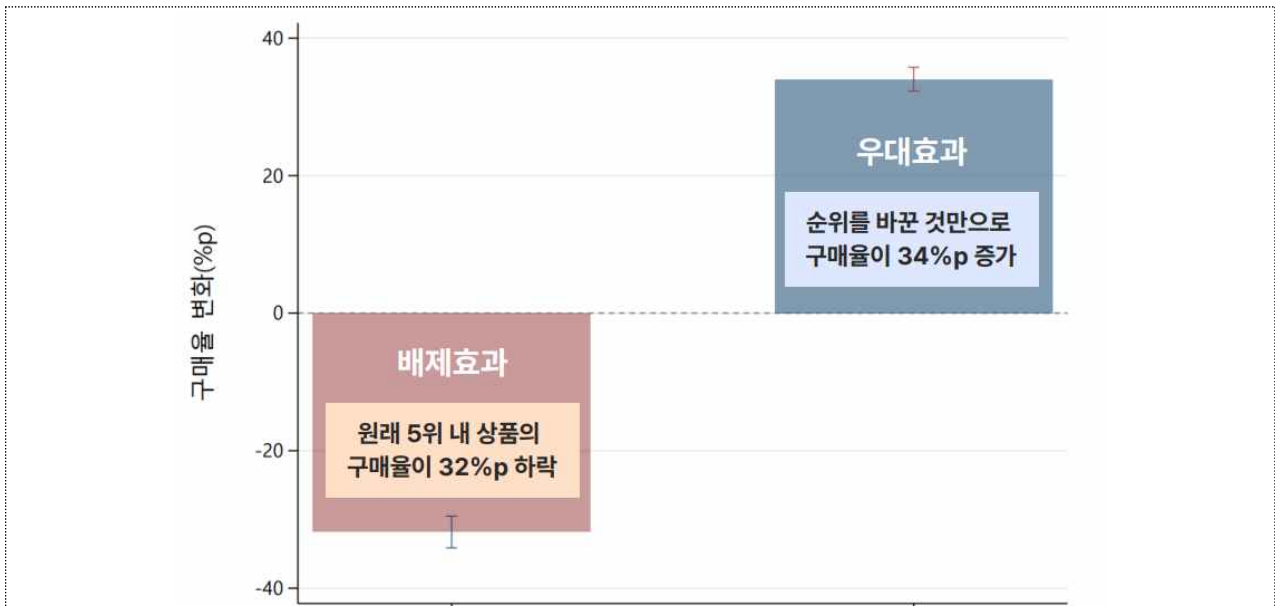 구매율 변화(%p)
40
20
0
-20
-40
우대효과
순위를 바꾼 것만으로
구매율이 34%p 증가
배제효과
원래 5위 내 상품의
구매율이 32%p 하락